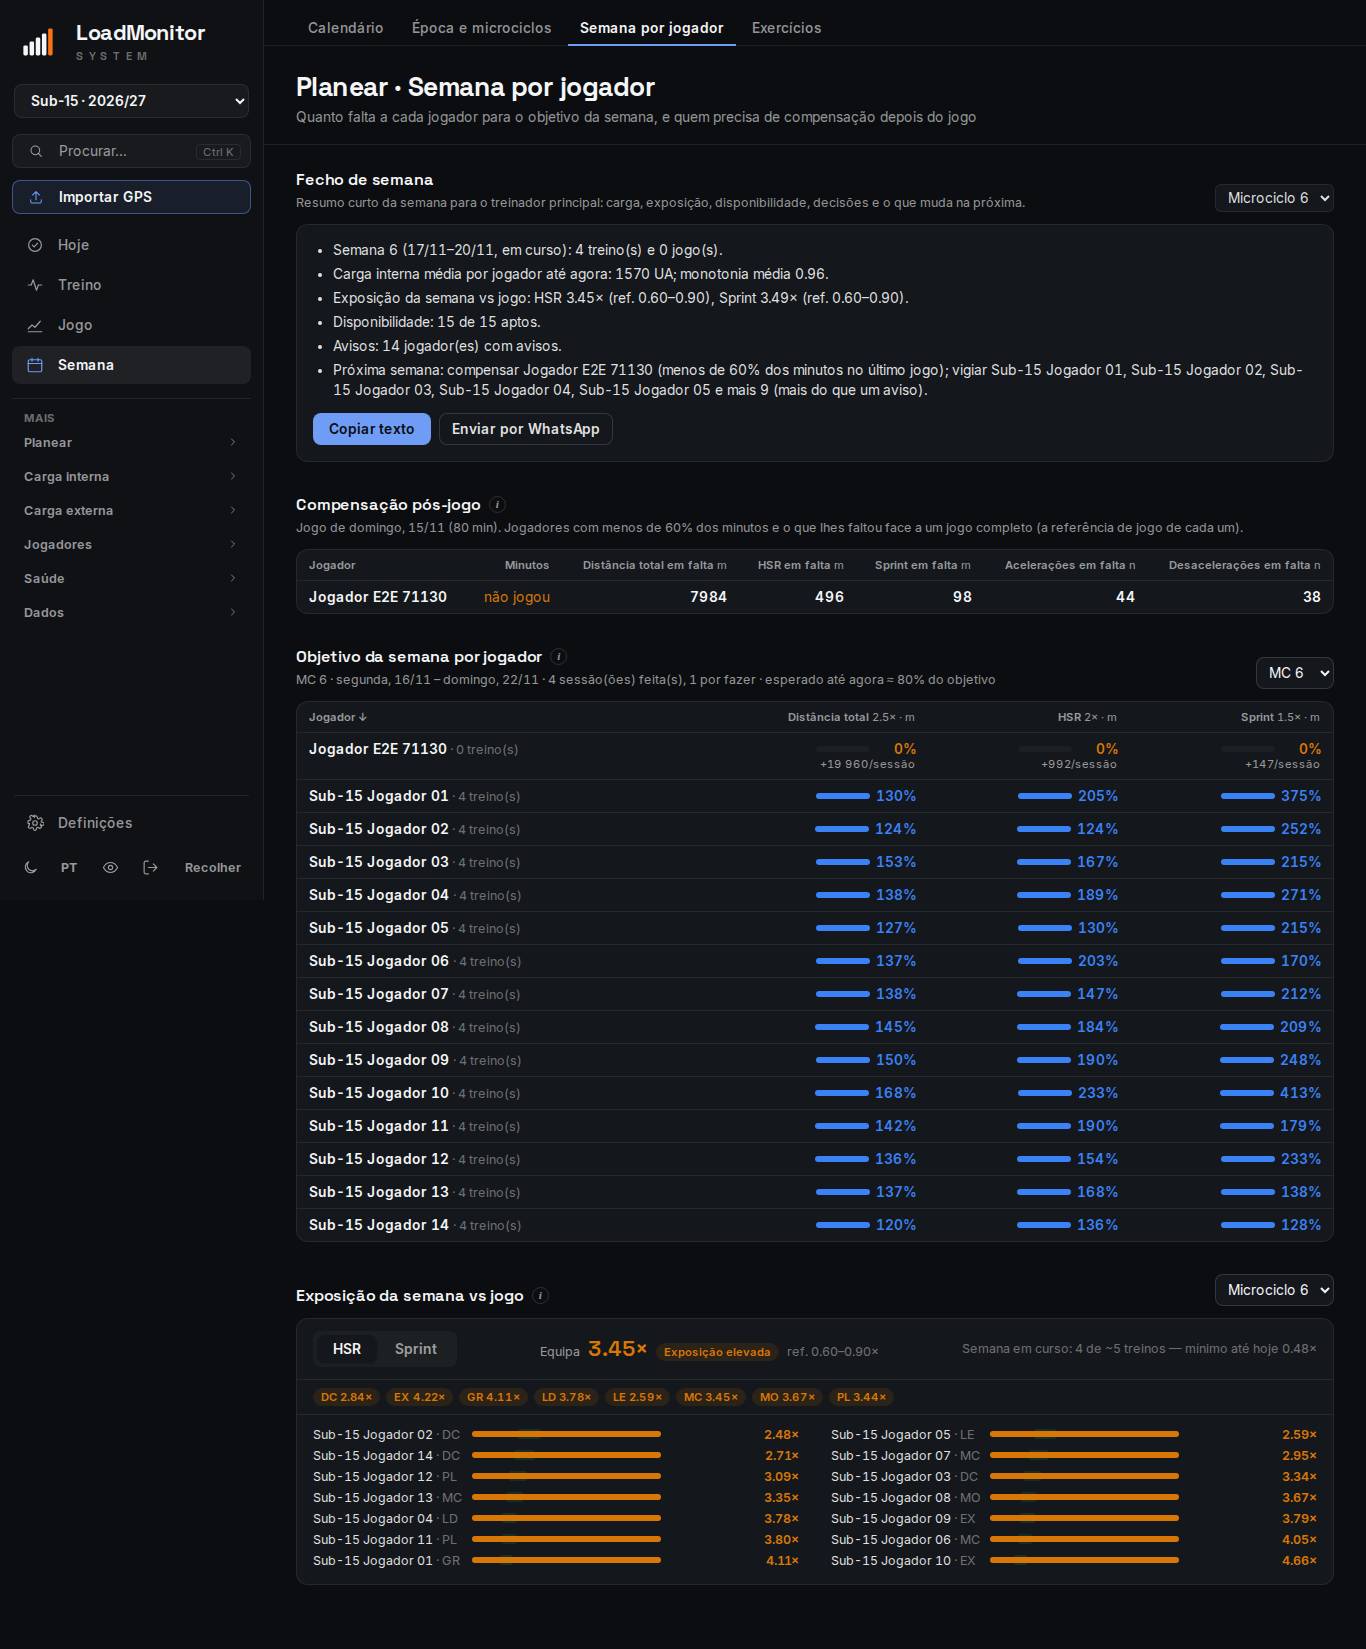 LoadMonitor
SYSTEM
Sub-15 · 2026/27
Procurar... Ctrl K
Importar GPS
Hoje
Treino
Jogo
Semana
MAIS
Planear
Carga interna
Carga externa
Jogadores
Saúde
Dados
Definições
PT Recolher
Calendário Época e microciclos Semana por jogador Exercícios
Planear · Semana por jogador
Quanto falta a cada jogador para o objetivo da semana, e quem precisa de compensação depois do jogo
Fecho de semana
Resumo curto da semana para o treinador principal: carga, exposição, disponibilidade, decisões e o que muda na próxima.
Microciclo 6
• Semana 6 (17/11–20/11, em curso): 4 treino(s) e 0 jogo(s).
• Carga interna média por jogador até agora: 1570 UA; monotonia média 0.96.
• Exposição da semana vs jogo: HSR 3.45× (ref. 0.60–0.90), Sprint 3.49× (ref. 0.60–0.90).
• Disponibilidade: 15 de 15 aptos.
• Avisos: 14 jogador(es) com avisos.
• Próxima semana: compensar Jogador E2E 71130 (menos de 60% dos minutos no último jogo); vigiar Sub-15 Jogador 01, Sub-15 Jogador 02, Sub-
15 Jogador 03, Sub-15 Jogador 04, Sub-15 Jogador 05 e mais 9 (mais do que um aviso).
Copiar texto Enviar por WhatsApp
Compensação pós-jogo i
Jogo de domingo, 15/11 (80 min). Jogadores com menos de 60% dos minutos e o que lhes faltou face a um jogo completo (a referência de jogo de cada um).
Jogador Minutos Distância total em falta m HSR em falta m Sprint em falta m Acelerações em falta n Desacelerações em falta n
Jogador E2E 71130 não jogou 7984 496 98 44 38
Objetivo da semana por jogador i
MC 6 · segunda, 16/11 – domingo, 22/11 · 4 sessão(ões) feita(s), 1 por fazer · esperado até agora ≈ 80% do objetivo
MC 6
Jogador ↓ Distância total 2.5× · m HSR 2× · m Sprint 1.5× · m
Jogador E2E 71130 · 0 treino(s) 0% 0% 0%
+19 960/sessão +992/sessão +147/sessão
Sub-15 Jogador 01 · 4 treino(s) 130% 205% 375%
Sub-15 Jogador 02 · 4 treino(s) 124% 124% 252%
Sub-15 Jogador 03 · 4 treino(s) 153% 167% 215%
Sub-15 Jogador 04 · 4 treino(s) 138% 189% 271%
Sub-15 Jogador 05 · 4 treino(s) 127% 130% 215%
Sub-15 Jogador 06 · 4 treino(s) 137% 203% 170%
Sub-15 Jogador 07 · 4 treino(s) 138% 147% 212%
Sub-15 Jogador 08 · 4 treino(s) 145% 184% 209%
Sub-15 Jogador 09 · 4 treino(s) 150% 190% 248%
Sub-15 Jogador 10 · 4 treino(s) 168% 233% 413%
Sub-15 Jogador 11 · 4 treino(s) 142% 190% 179%
Sub-15 Jogador 12 · 4 treino(s) 136% 154% 233%
Sub-15 Jogador 13 · 4 treino(s) 137% 168% 138%
Sub-15 Jogador 14 · 4 treino(s) 120% 136% 128%
Exposição da semana vs jogo i
Microciclo 6
HSR Sprint Equipa 3.45× Exposição elevada ref. 0.60–0.90× Semana em curso: 4 de ~5 treinos — mínimo até hoje 0.48×
DC 2.84× EX 4.22× GR 4.11× LD 3.78× LE 2.59× MC 3.45× MO 3.67× PL 3.44×
Sub-15 Jogador 02 · DC 2.48× Sub-15 Jogador 05 · LE 2.59×
Sub-15 Jogador 14 · DC 2.71× Sub-15 Jogador 07 · MC 2.95×
Sub-15 Jogador 12 · PL 3.09× Sub-15 Jogador 03 · DC 3.34×
Sub-15 Jogador 13 · MC 3.35× Sub-15 Jogador 08 · MO 3.67×
Sub-15 Jogador 04 · LD 3.78× Sub-15 Jogador 09 · EX 3.79×
Sub-15 Jogador 11 · PL 3.80× Sub-15 Jogador 06 · MC 4.05×
Sub-15 Jogador 01 · GR 4.11× Sub-15 Jogador 10 · EX 4.66×